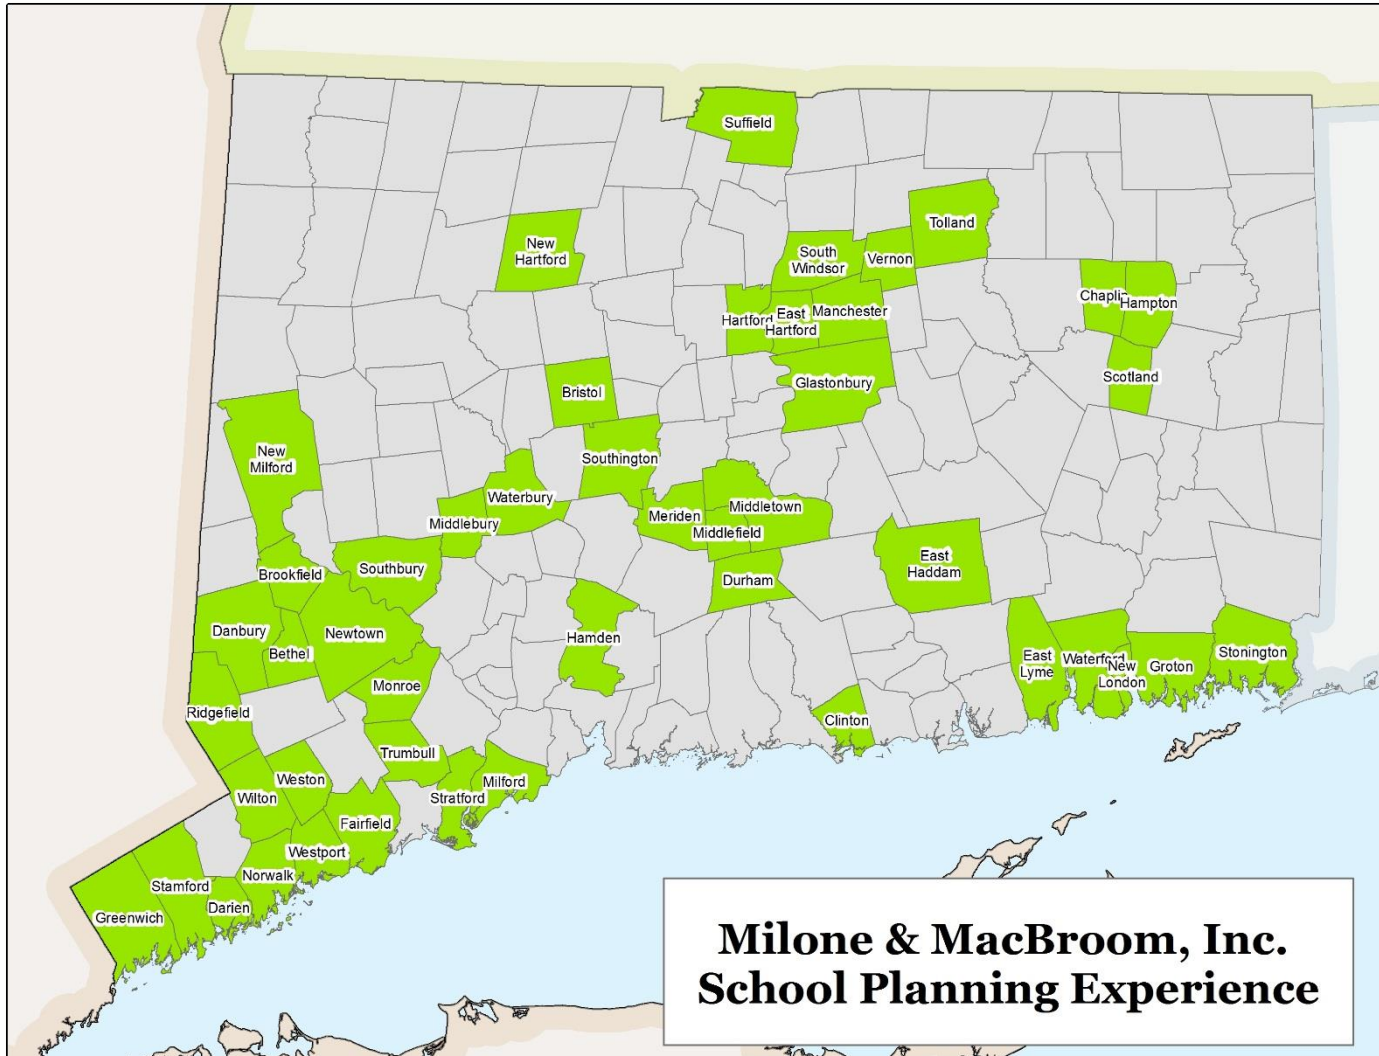 Suffield
Tolland
New
Hartford
South
Windsor
Vernon
Chaplin
Hampton
Hartford
East
Hartford
Manchester
Scotland
Glastonbury
Bristol
New
Milford
Southington
Waterbury
Middlebury
Meriden
Middletown
Middlefield
Southbury
Brookfield
East
Haddam
Durham
Danbury
Newtown
Bethel
Hamden
East
Lyme
Waterford
New
London
Groton
Stonington
Monroe
Ridgefield
Clinton
Trumbull
Weston
Wilton
Stratford
Milford
Fairfield
Westport
Norwalk
Stamford
Darien
Greenwich
Milone & MacBroom, Inc.
School Planning Experience